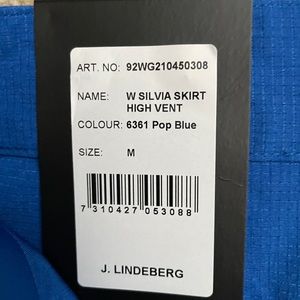 ART. NO: 92WG210450308
NAME: W SILVIA SKIRT
HIGH VENT
COLOUR: 6361 Pop Blue
SIZE: M
7 310427 053088
J. LINDEBERG